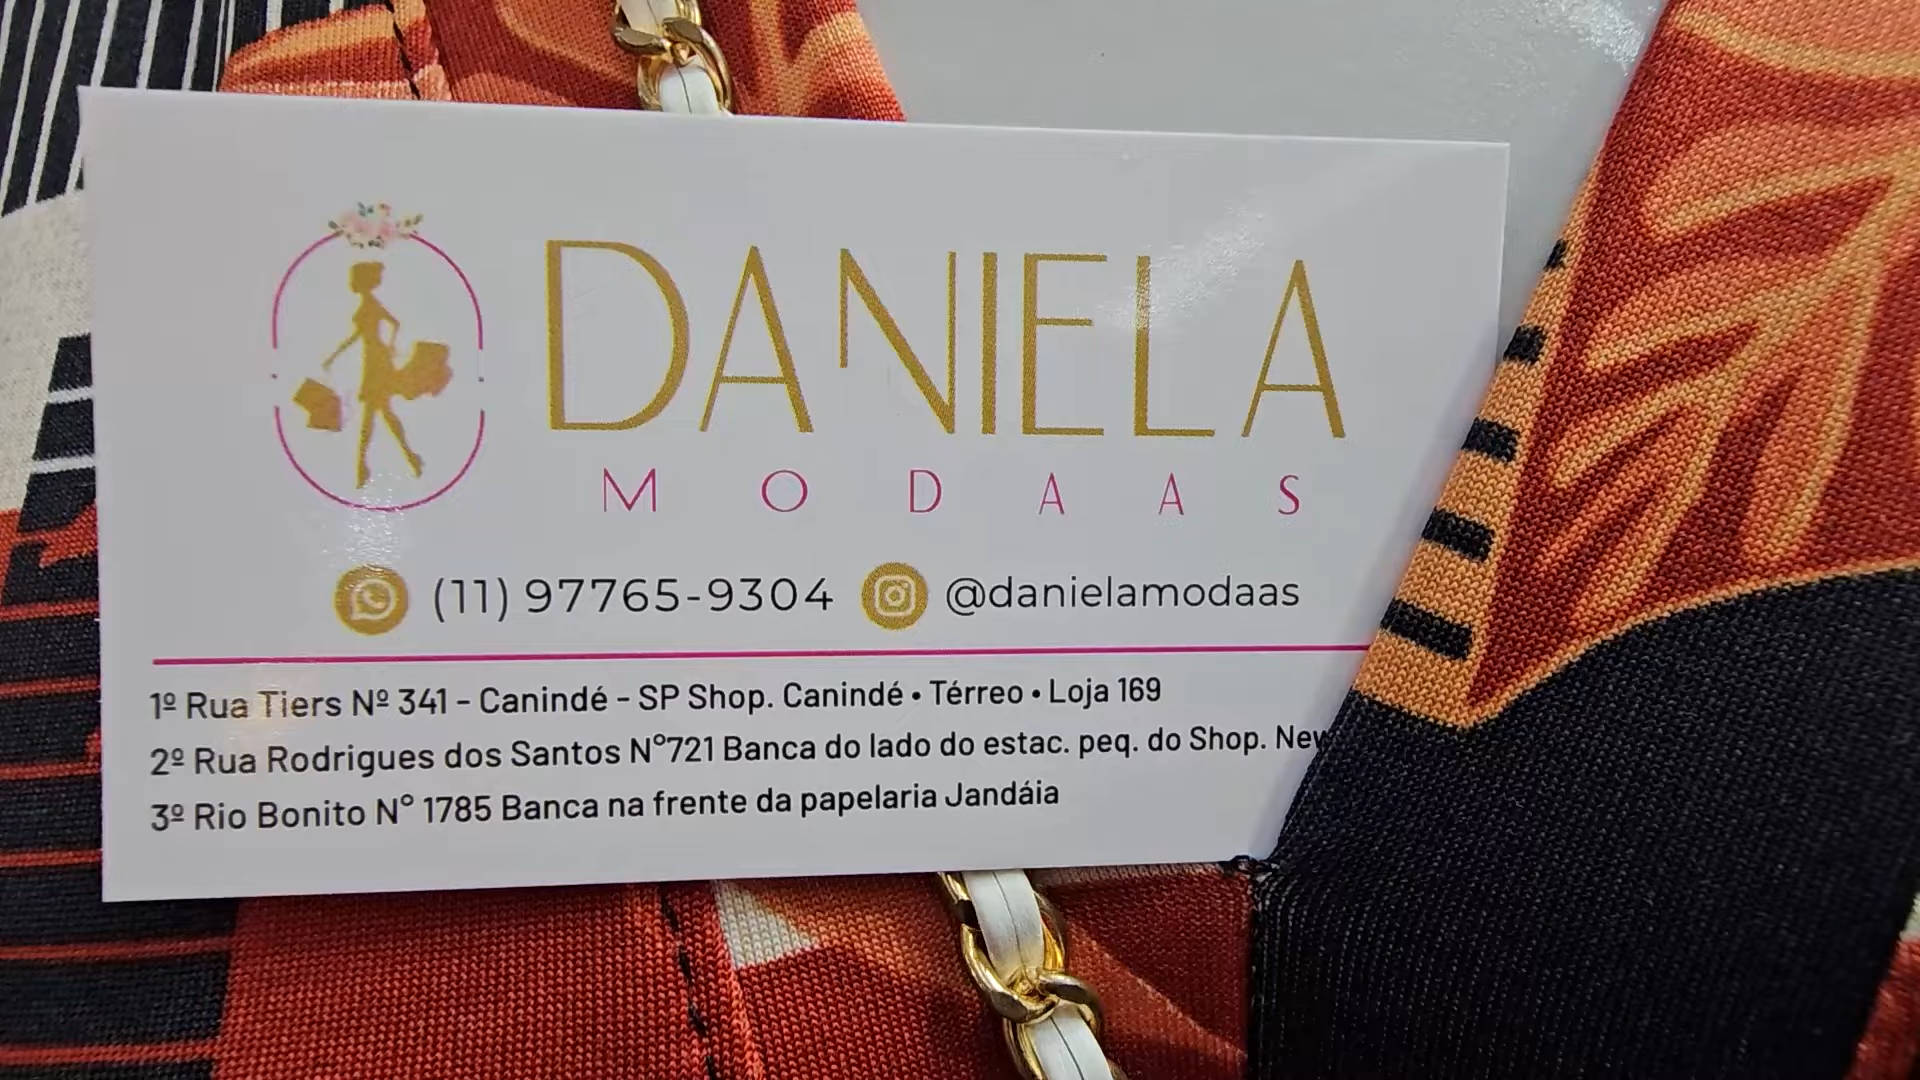 DANIELA
MODAAS
(11) 97765-9304 @danielamodaas
1º Rua Tiers Nº 341 - Canindé - SP Shop. Canindé • Térreo • Loja 169
2º Rua Rodrigues dos Santos N°721 Banca do lado do estac. peq. do Shop.
3º Rio Bonito N° 1785 Banca na frente da papelaria Jandáia